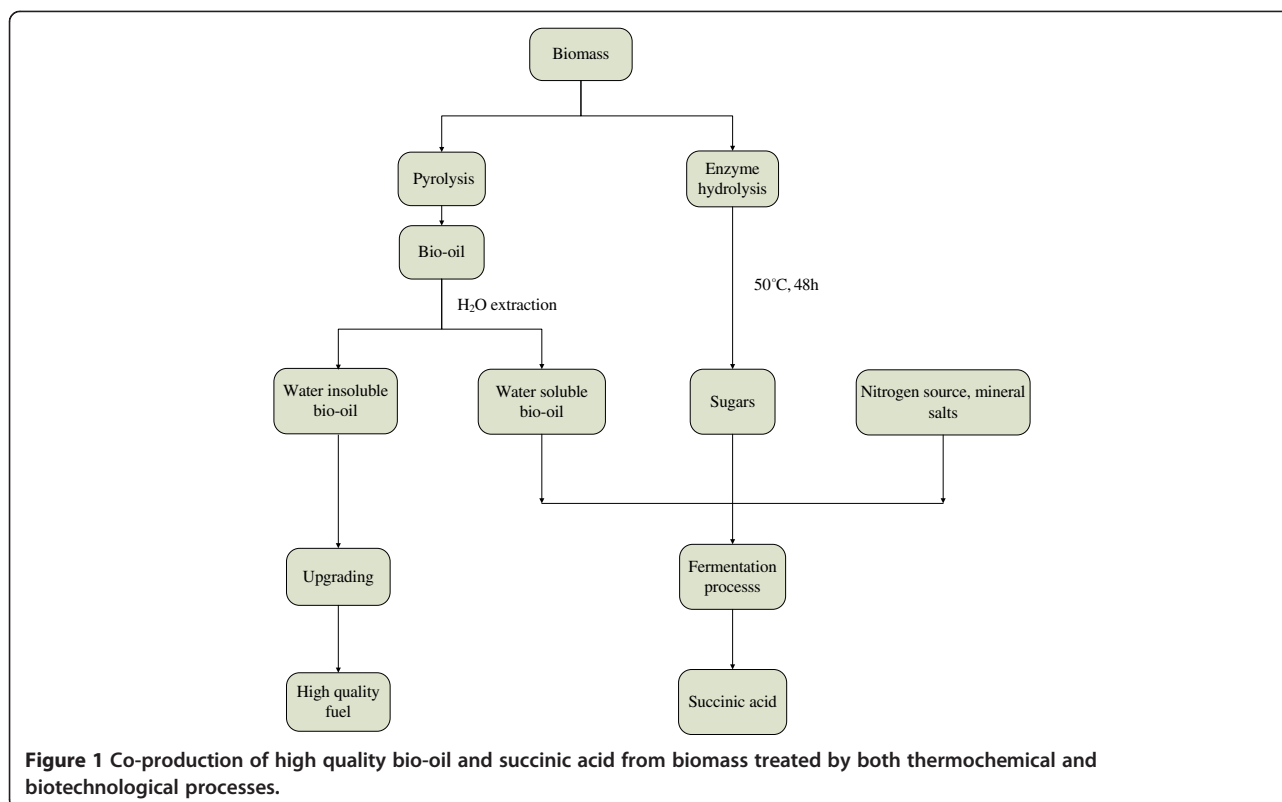 Biomass
Pyrolysis
Enzyme
hydrolysis
Bio-oil
50°C, 48h
H₂O extraction
Water insoluble
bio-oil
Water soluble
bio-oil
Sugars
Nitrogen source, mineral
salts
Upgrading
Fermentation
processs
High quality
fuel
Succinic acid
Figure 1 Co-production of high quality bio-oil and succinic acid from biomass treated by both thermochemical and
biotechnological processes.